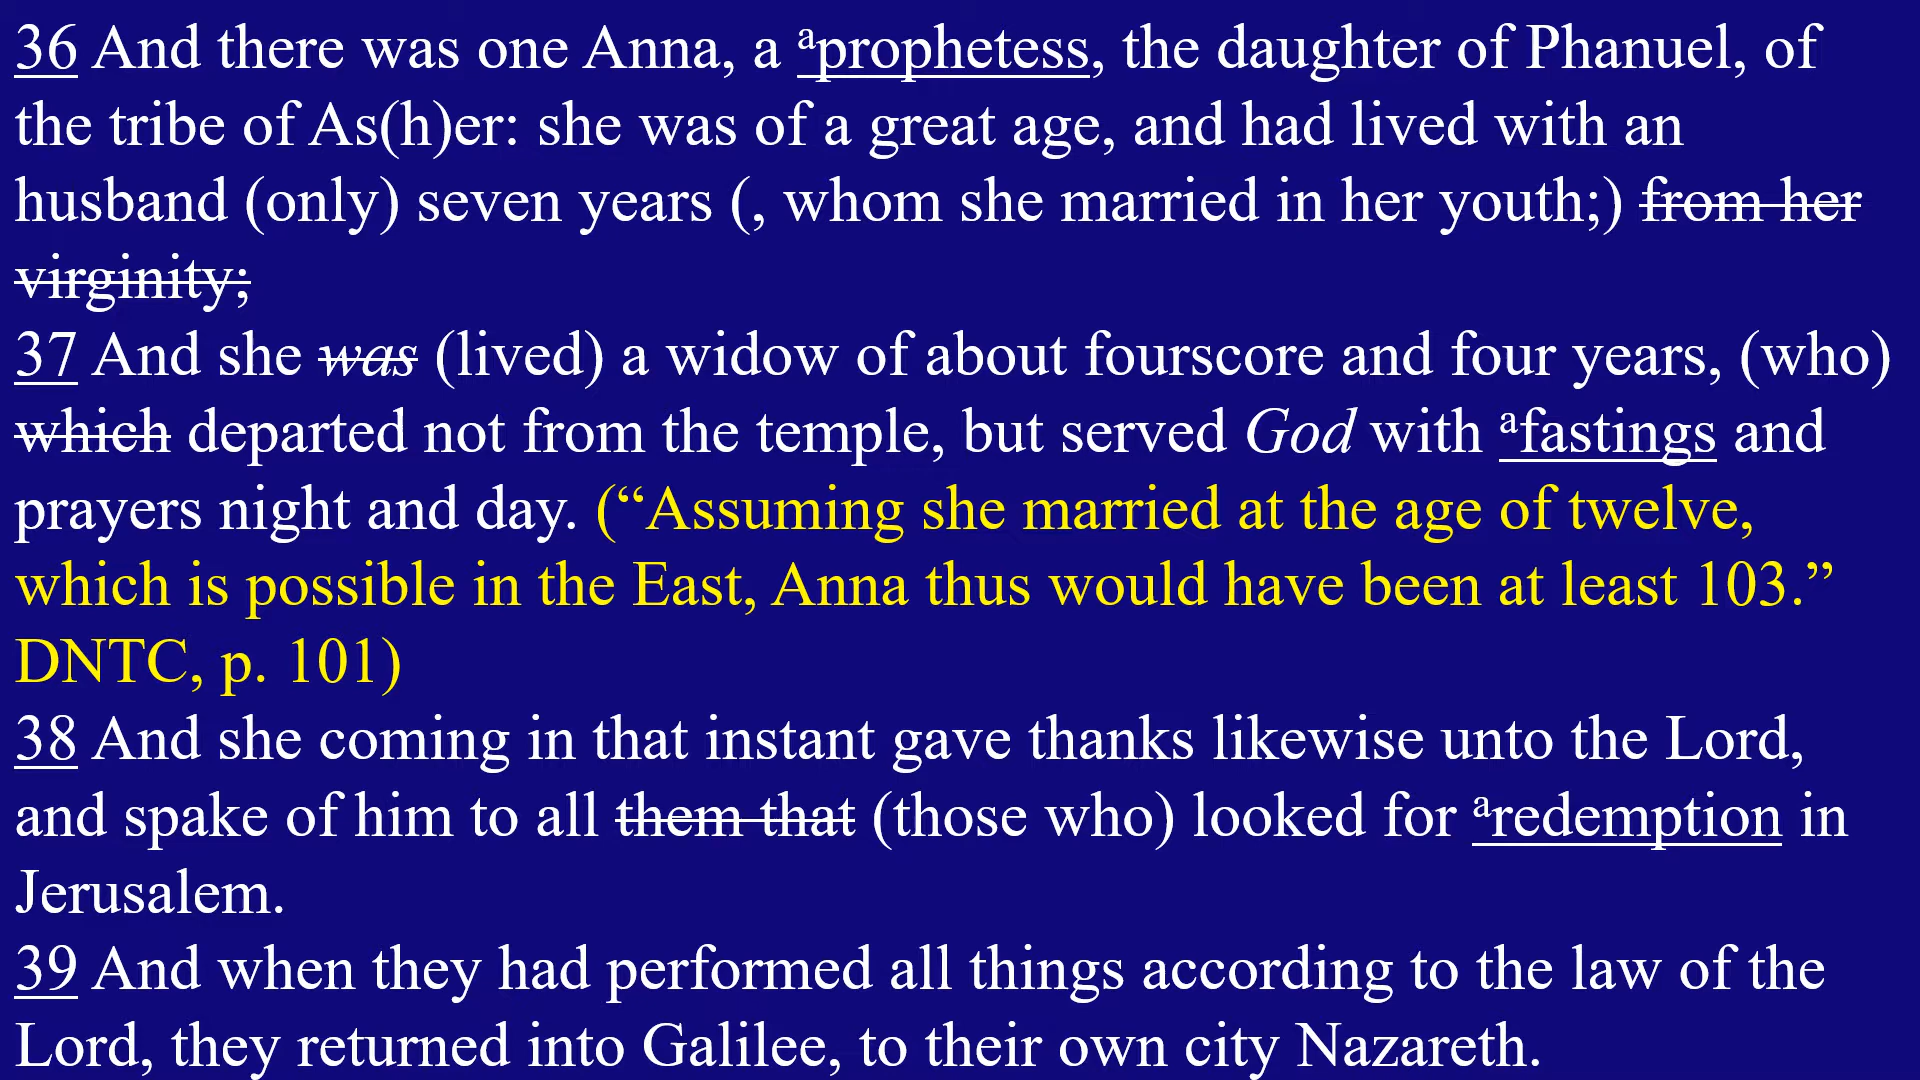 36 And there was one Anna, a aprophetess, the daughter of Phanuel, of
the tribe of As(h)er: she was of a great age, and had lived with an
husband (only) seven years (, whom she married in her youth;) from her
virginity;
37 And she was (lived) a widow of about fourscore and four years, (who)
which departed not from the temple, but served God with afastings and
prayers night and day. (“Assuming she married at the age of twelve,
which is possible in the East, Anna thus would have been at least 103.”
DNTC, p. 101)
38 And she coming in that instant gave thanks likewise unto the Lord,
and spake of him to all them that (those who) looked for aredemption in
Jerusalem.
39 And when they had performed all things according to the law of the
Lord, they returned into Galilee, to their own city Nazareth.